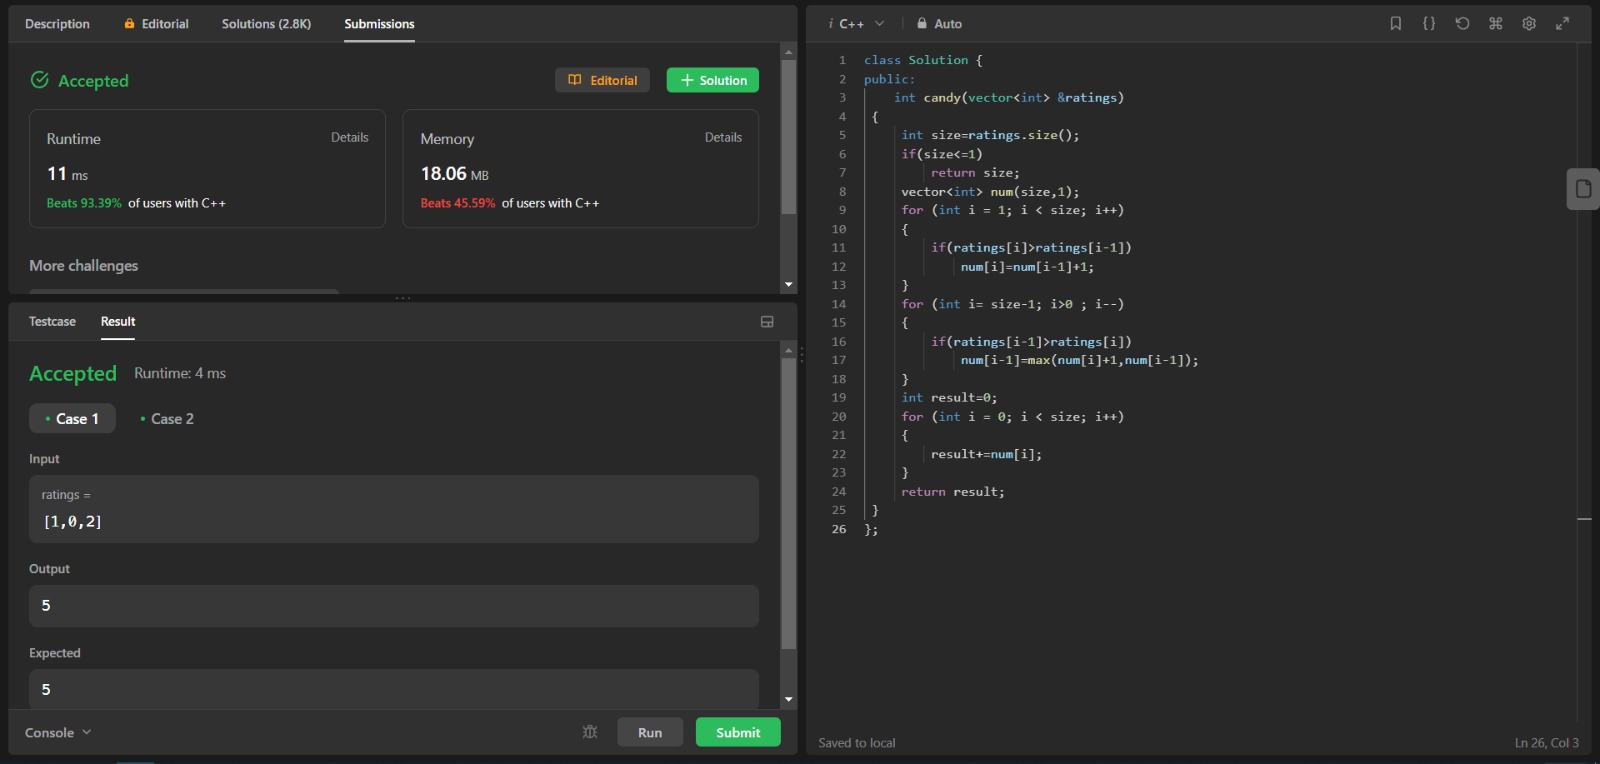 Description Editorial Solutions (2.8K) Submissions
Accepted Editorial + Solution
Runtime Details
11 ms
Beats 93.39% of users with C++
Memory Details
18.06 MB
Beats 45.59% of users with C++
More challenges
Testcase Result
Accepted Runtime: 4 ms
• Case 1 • Case 2
Input
ratings =
[1,0,2]
Output
5
Expected
5
Console Run Submit
i C++ Auto
1 class Solution {
2 public:
3     int candy(vector<int> &ratings)
4  {
5      int size=ratings.size();
6      if(size<=1)
7          return size;
8      vector<int> num(size,1);
9      for (int i = 1; i < size; i++)
10      {
11          if(ratings[i]>ratings[i-1])
12              num[i]=num[i-1]+1;
13      }
14      for (int i= size-1; i>0 ; i--)
15      {
16          if(ratings[i-1]>ratings[i])
17              num[i-1]=max(num[i]+1,num[i-1]);
18      }
19      int result=0;
20      for (int i = 0; i < size; i++)
21      {
22          result+=num[i];
23      }
24      return result;
25  }
26 };
Saved to local Ln 26, Col 3